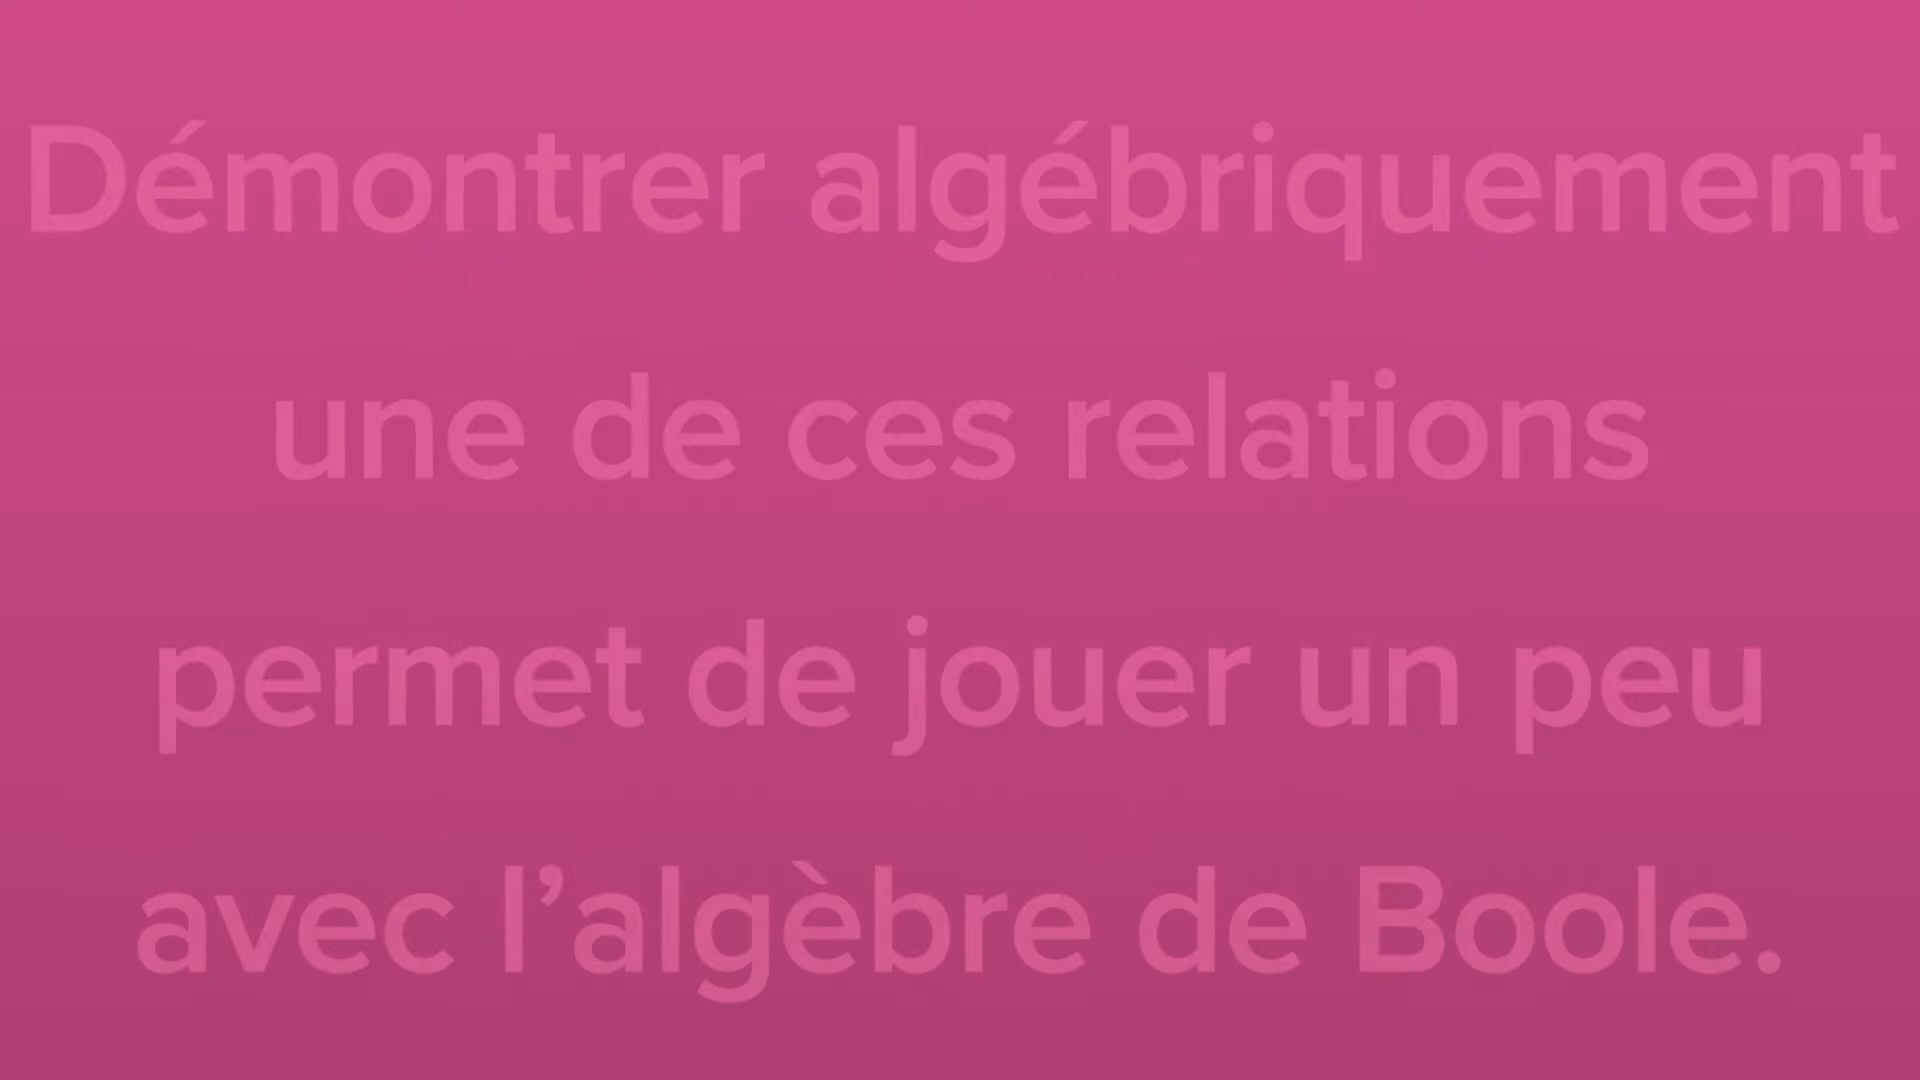 Démontrer algébriquement
une de ces relations
permet de jouer un peu
avec l’algèbre de Boole.